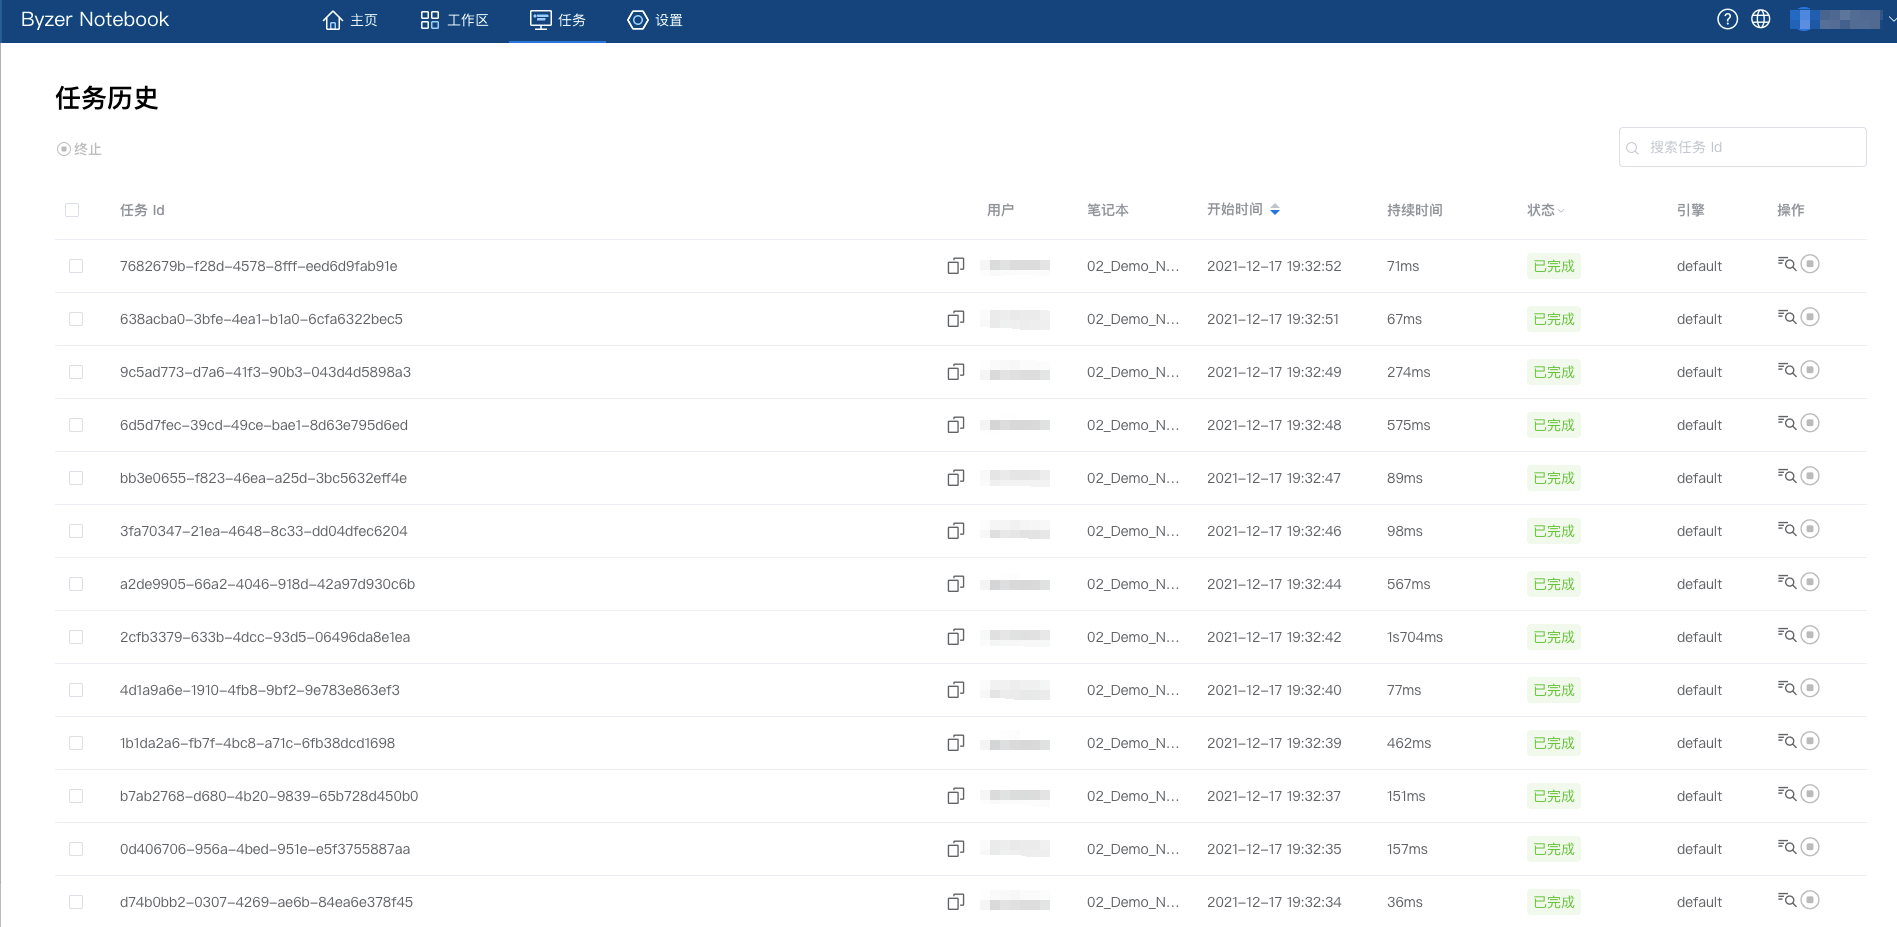 Byzer Notebook 主页 工作区 任务 设置
任务历史
终止 搜索任务 Id
任务 Id 用户 笔记本 开始时间 持续时间 状态 引擎 操作
7682679b-f28d-4578-8fff-eed6d9fab91e 02_Demo_N... 2021-12-17 19:32:52 71ms 已完成 default
638acba0-3bfe-4ea1-b1a0-6cfa6322bec5 02_Demo_N... 2021-12-17 19:32:51 67ms 已完成 default
9c5ad773-d7a6-41f3-90b3-043d4d5898a3 02_Demo_N... 2021-12-17 19:32:49 274ms 已完成 default
6d5d7fec-39cd-49ce-bae1-8d63e795d6ed 02_Demo_N... 2021-12-17 19:32:48 575ms 已完成 default
bb3e0655-f823-46ea-a25d-3bc5632eff4e 02_Demo_N... 2021-12-17 19:32:47 89ms 已完成 default
3fa70347-21ea-4648-8c33-dd04dfec6204 02_Demo_N... 2021-12-17 19:32:46 98ms 已完成 default
a2de9905-66a2-4046-918d-42a97d930c6b 02_Demo_N... 2021-12-17 19:32:44 567ms 已完成 default
2cfb3379-633b-4dcc-93d5-06496da8e1ea 02_Demo_N... 2021-12-17 19:32:42 1s704ms 已完成 default
4d1a9a6e-1910-4fb8-9bf2-9e783e863ef3 02_Demo_N... 2021-12-17 19:32:40 77ms 已完成 default
1b1da2a6-fb7f-4bc8-a71c-6fb38dcd1698 02_Demo_N... 2021-12-17 19:32:39 462ms 已完成 default
b7ab2768-d680-4b20-9839-65b728d450b0 02_Demo_N... 2021-12-17 19:32:37 151ms 已完成 default
0d406706-956a-4bed-951e-e5f3755887aa 02_Demo_N... 2021-12-17 19:32:35 157ms 已完成 default
d74b0bb2-0307-4269-ae6b-84ea6e378f45 02_Demo_N... 2021-12-17 19:32:34 36ms 已完成 default